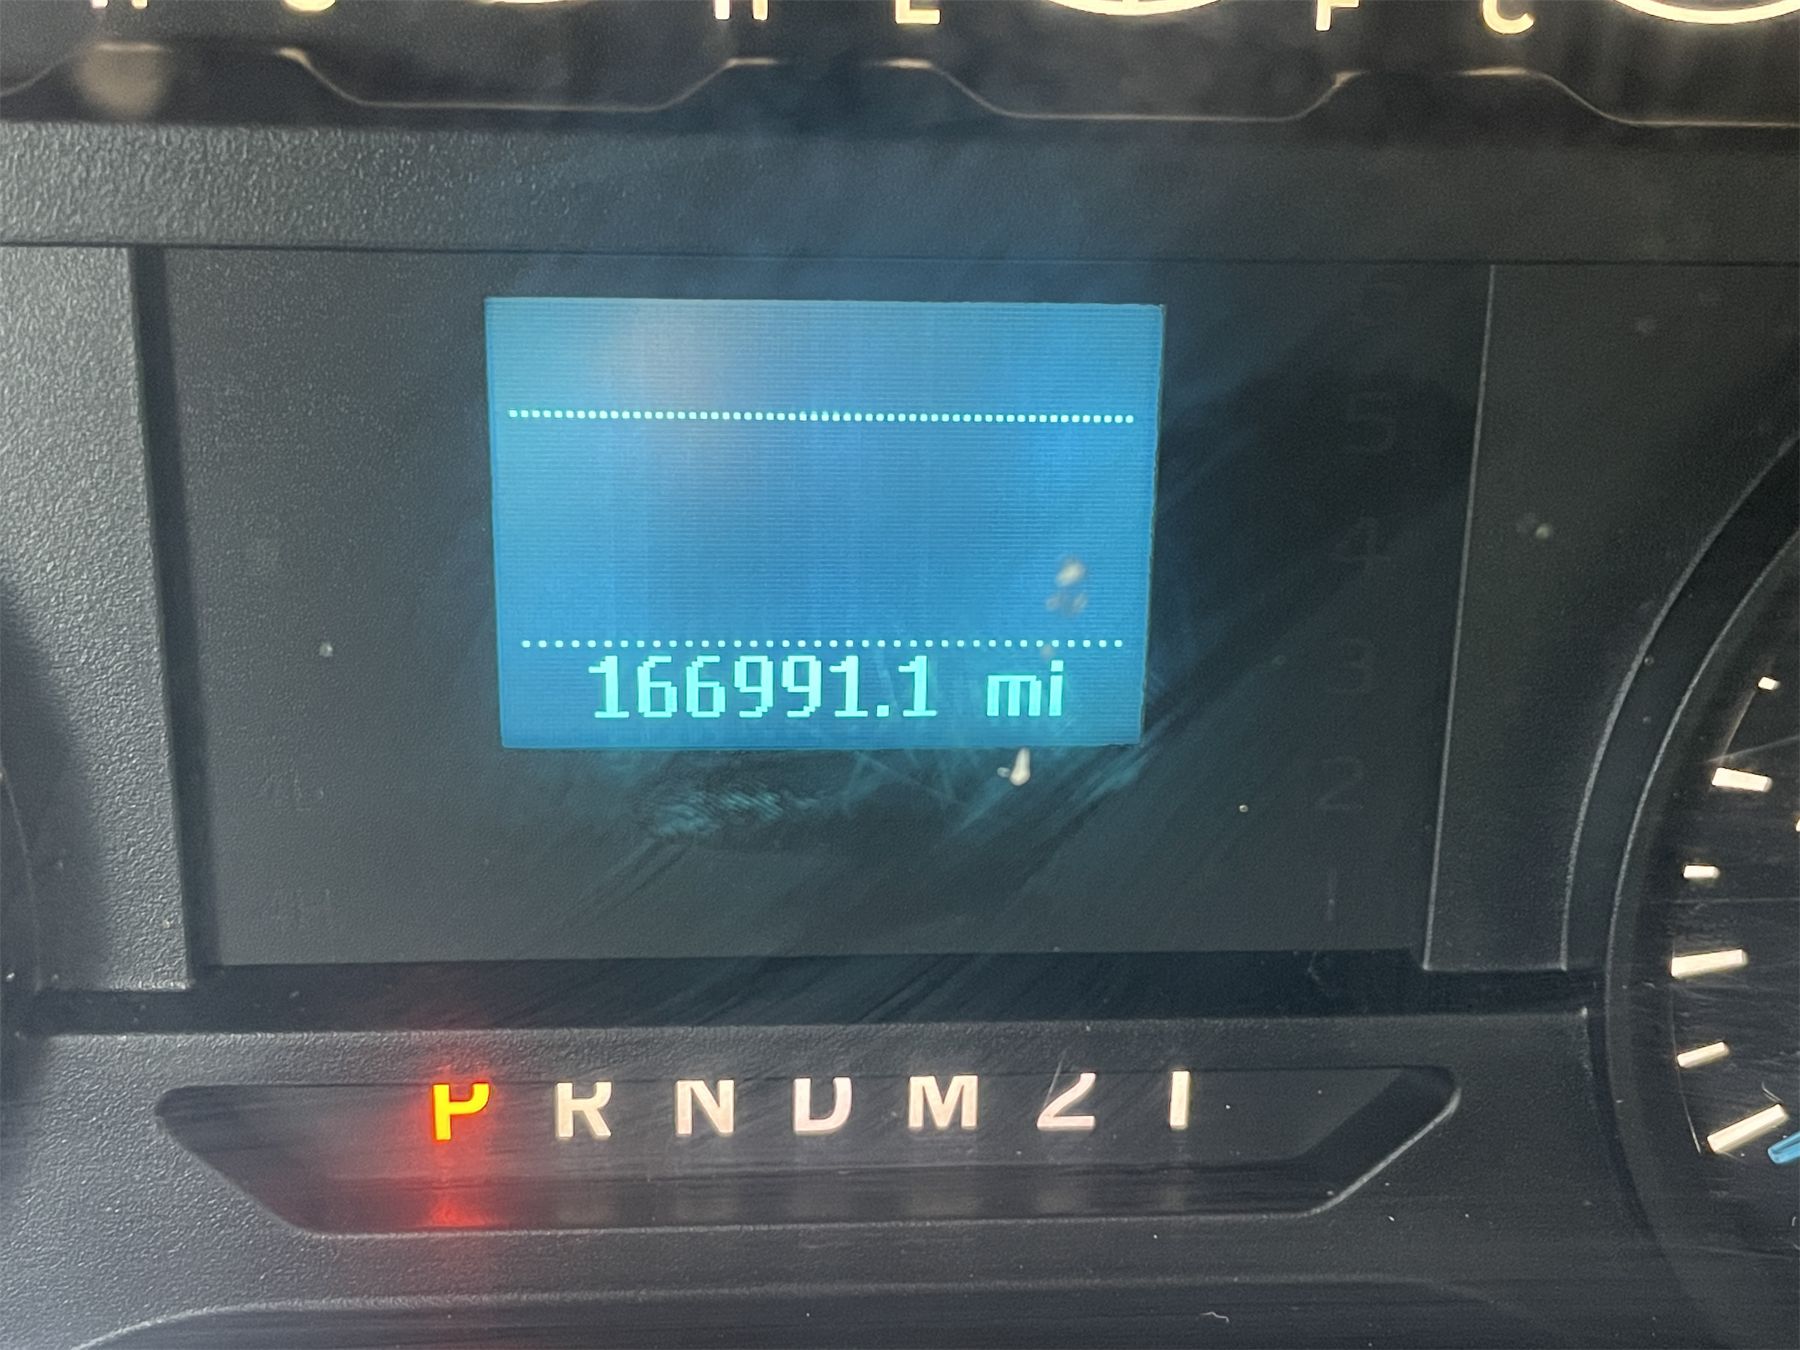 H E F C
166991.1 mi
P R N D M 2 1